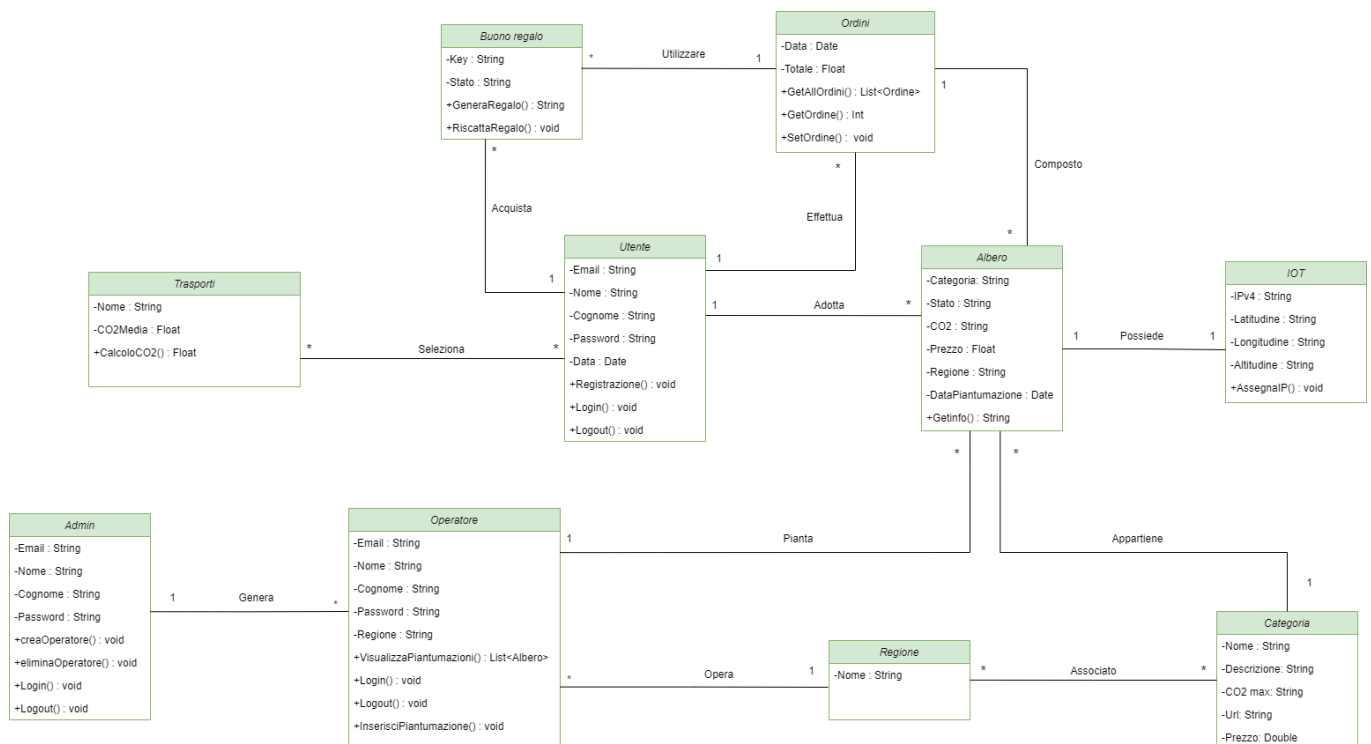 Buono regalo
-Key : String
-Stato : String
+GeneraRegalo() : String
+RiscattaRegalo() : void
*
Utilizzare
1
Ordini
-Data : Date
-Totale : Float
+GetAllOrdini() : List<Ordine>
+GetOrdine() : Int
+SetOrdine() : void
1
Composto
*
*
Acquista
1
*
Effettua
1
Trasporti
-Nome : String
-CO2Media : Float
+CalcoloCO2() : Float
*
Seleziona
*
Utente
-Email : String
-Nome : String
-Cognome : String
-Password : String
-Data : Date
+Registrazione() : void
+Login() : void
+Logout() : void
1
Adotta
*
Albero
-Categoria: String
-Stato : String
-CO2 : String
-Prezzo : Float
-Regione : String
-DataPiantumazione : Date
+Getinfo() : String
1
Possiede
1
IOT
-IPv4 : String
-Latitudine : String
-Longitudine : String
-Altitudine : String
+AssegnaIP() : void
*
*
Admin
-Email : String
-Nome : String
-Cognome : String
-Password : String
+creaOperatore() : void
+eliminaOperatore() : void
+Login() : void
+Logout() : void
1
Genera
*
Operatore
-Email : String
-Nome : String
-Cognome : String
-Password : String
-Regione : String
+VisualizzaPiantumazioni() : List<Albero>
+Login() : void
+Logout() : void
+InserisciPiantumazione() : void
1
Pianta
Appartiene
1
*
Opera
1
Regione
-Nome : String
*
Associato
*
Categoria
-Nome : String
-Descrizione: String
-CO2 max: String
-Url: String
-Prezzo: Double